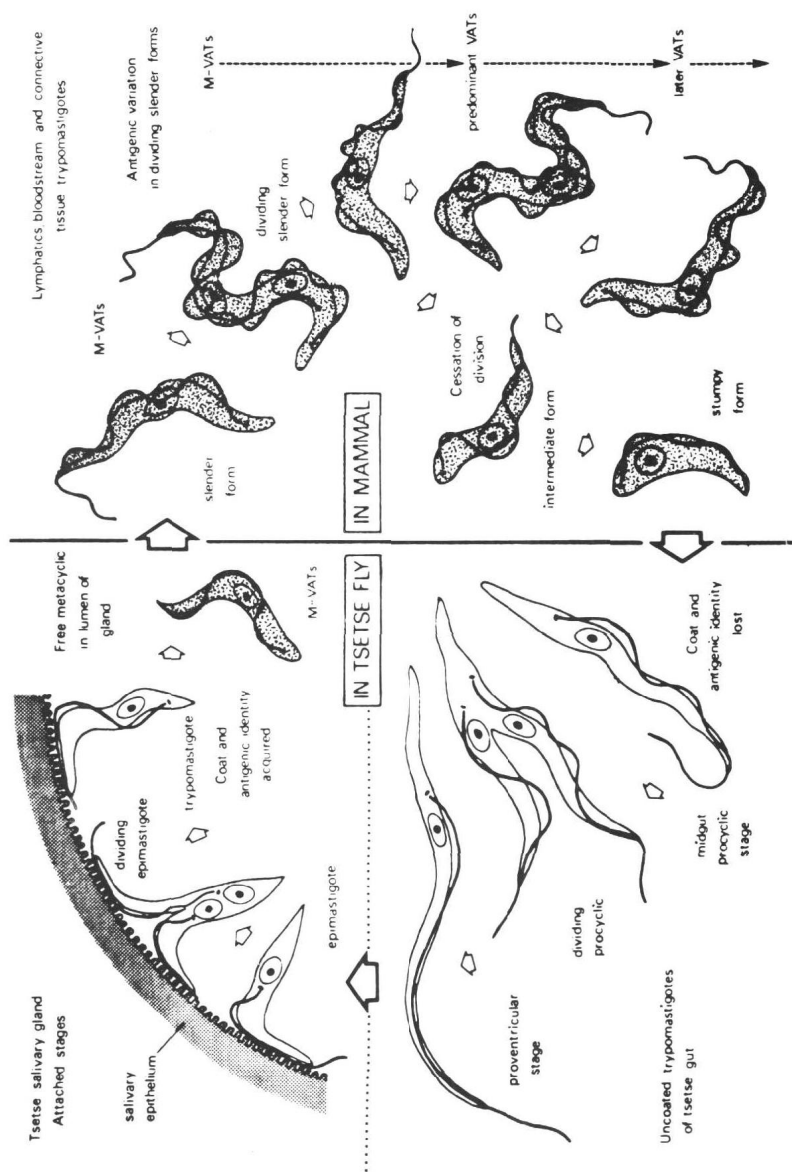 Tsetse salivary gland
Attached stages
salivary
epithelium
dividing
epimastigote
epimastigote
trypomastigote
Coat and
antigenic identity
acquired
Free metacyclic
in lumen of
gland
M-VATs
IN TSETSE FLY
IN MAMMAL
slender
form
M-VATs
Lymphatics, bloodstream and connective
tissue trypomastigotes
Antigenic variation
in dividing slender forms
dividing
slender form
M-VATs
predominant VATs
later VATs
Cessation of
division
intermediate form
stumpy
form
Coat and
antigenic identity
lost
midgut
procyclic
stage
dividing
procyclic
proventricular
stage
Uncoated trypomastigotes
of tsetse gut